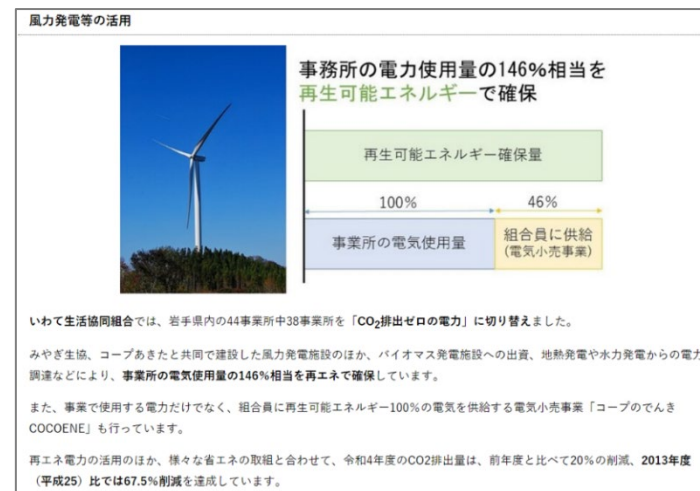 風力発電等の活用
事務所の電力使用量の146%相当を
再生可能エネルギーで確保
再生可能エネルギー確保量
100%
46%
事業所の電気使用量
組合員に供給
(電気小売事業)
いわて生活協同組合では、岩手県内の44事業所中38事業所を「CO2排出ゼロの電力」に切り替えました。
みやぎ生協、コープあきたと共同で建設した風力発電施設のほか、バイオマス発電施設への出資、地熱発電や水力発電からの電力
調達などにより、事業所の電気使用量の146%相当を再エネで確保しています。
また、事業で使用する電力だけでなく、組合員に再生可能エネルギー100%の電気を供給する電気小売事業「コープのでんき
COCOENE」も行っています。
再エネ電力の活用のほか、様々な省エネの取組と合わせて、令和4年度のCO2排出量は、前年度と比べて20%の削減、2013年度
（平成25）比では67.5%削減を達成しています。